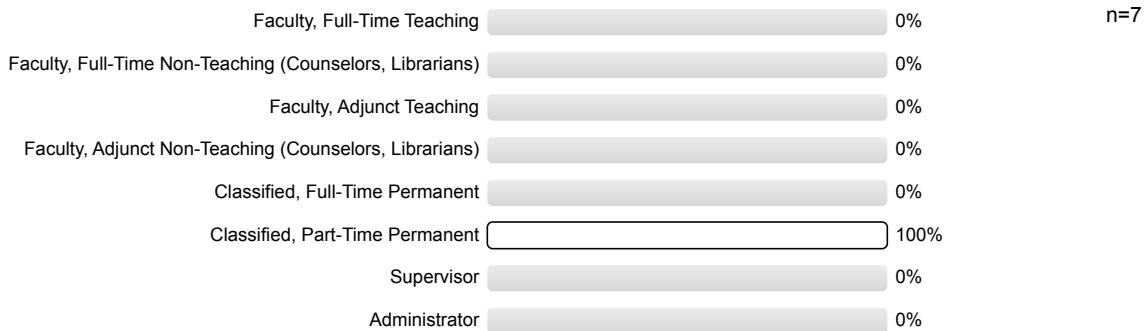 Faculty, Full-Time Teaching 0% n=7
Faculty, Full-Time Non-Teaching (Counselors, Librarians) 0%
Faculty, Adjunct Teaching 0%
Faculty, Adjunct Non-Teaching (Counselors, Librarians) 0%
Classified, Full-Time Permanent 0%
Classified, Part-Time Permanent 100%
Supervisor 0%
Administrator 0%